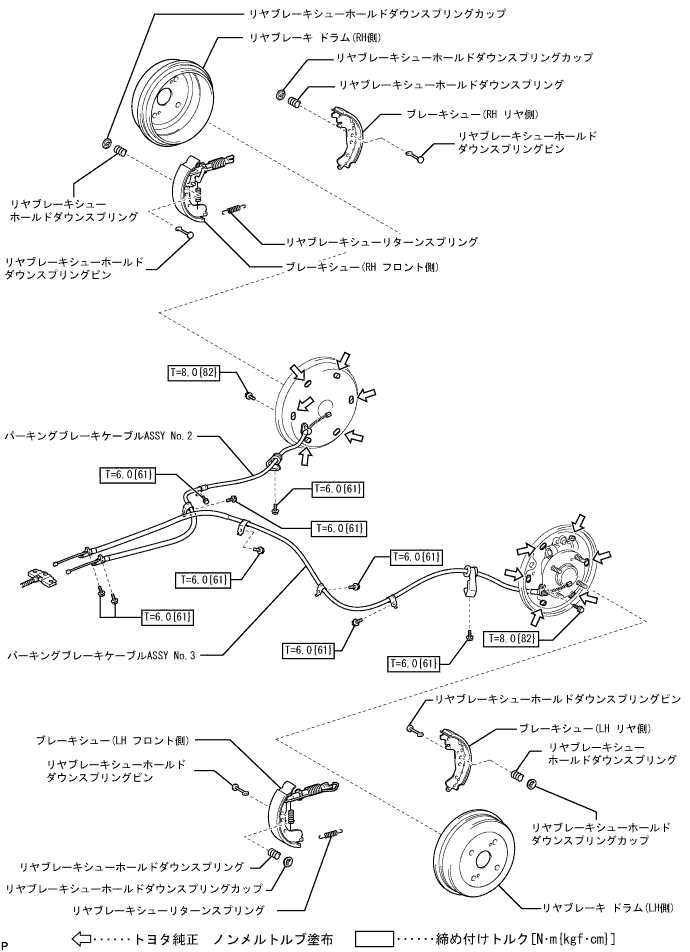 リヤブレーキシューホールドダウンスプリングカップ
リヤブレーキ ドラム(RH側)
リヤブレーキシューホールドダウンスプリングカップ
リヤブレーキシューホールドダウンスプリング
ブレーキシュー(RH リヤ側)
リヤブレーキシューホールド
ダウンスプリングピン
リヤブレーキシュー
ホールドダウンスプリング
リヤブレーキシューリターンスプリング
リヤブレーキシューホールド
ダウンスプリングピン
ブレーキシュー(RH フロント側)
T=8.0{82}
パーキングブレーキケーブルASSY No.2
T=6.0{61}
T=6.0{61}
T=6.0{61}
T=6.0{61}
T=6.0{61}
T=6.0{61}
T=8.0{82}
T=6.0{61}
T=6.0{61}
パーキングブレーキケーブルASSY No.3
リヤブレーキシューホールドダウンスプリングピン
ブレーキシュー(LH リヤ側)
ブレーキシュー(LH フロント側)
リヤブレーキシュー
ホールドダウンスプリング
リヤブレーキシューホールド
ダウンスプリングピン
リヤブレーキシューホールド
ダウンスプリングカップ
リヤブレーキシューホールドダウンスプリング
リヤブレーキシューホールドダウンスプリングカップ
リヤブレーキシューリターンスプリング
リヤブレーキ ドラム(LH側)
······トヨタ純正 ノンメルトルブ塗布
······締め付けトルク[N·m{kgf·cm}]
P